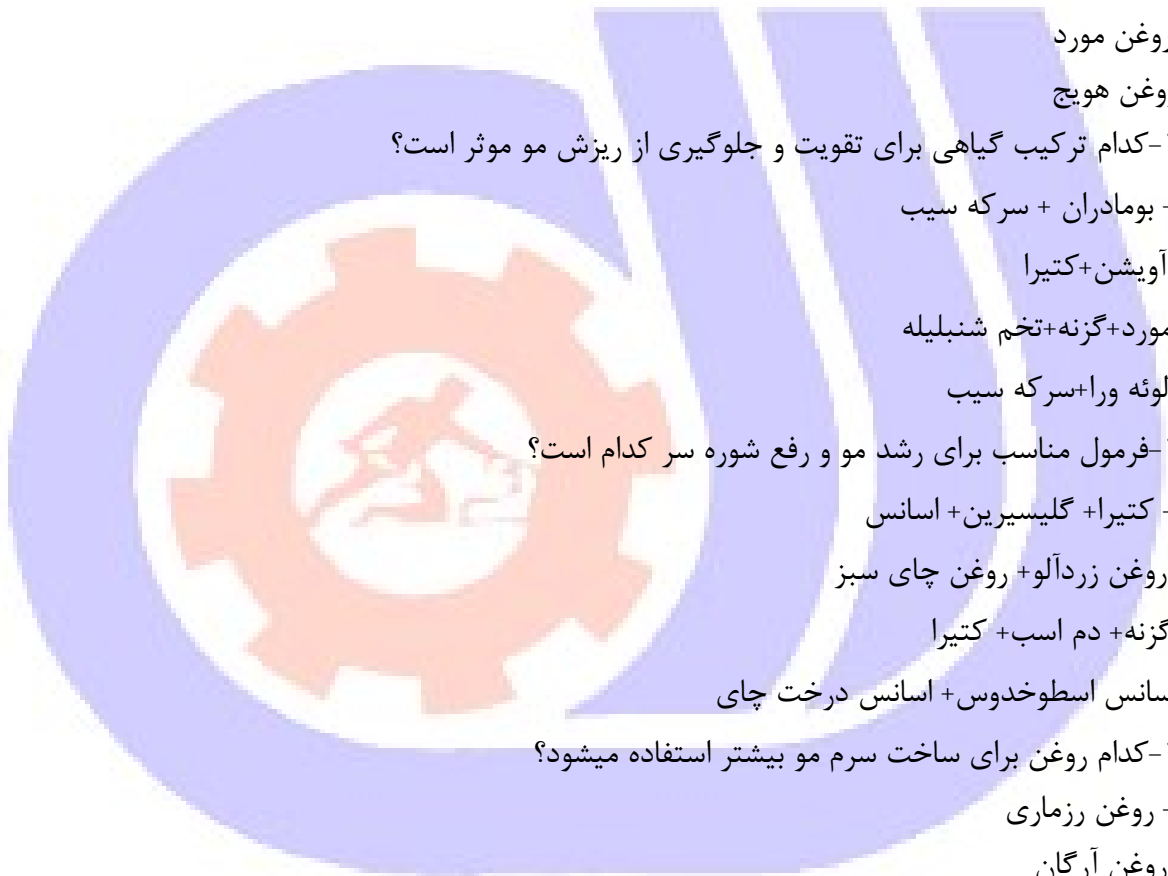 روغن مورد
روغن هویج
-کدام ترکیب گیاهی برای تقویت و جلوگیری از ریزش مو موثر است؟
- بومادران + سرکه سیب
آویشن+کتیرا
مورد+گزنه+تخم شنبلیله
لوئه ورا+سرکه سیب
-فرمول مناسب برای رشد مو و رفع شوره سر کدام است؟
- کتیرا+ گلیسیرین+ اسانس
روغن زردآلو+ روغن چای سبز
گزنه+ دم اسب+ کتیرا
سانس اسطوخدوس+ اسانس درخت چای
-کدام روغن برای ساخت سرم مو بیشتر استفاده میشود؟
- روغن رزماری
روغن آرگان